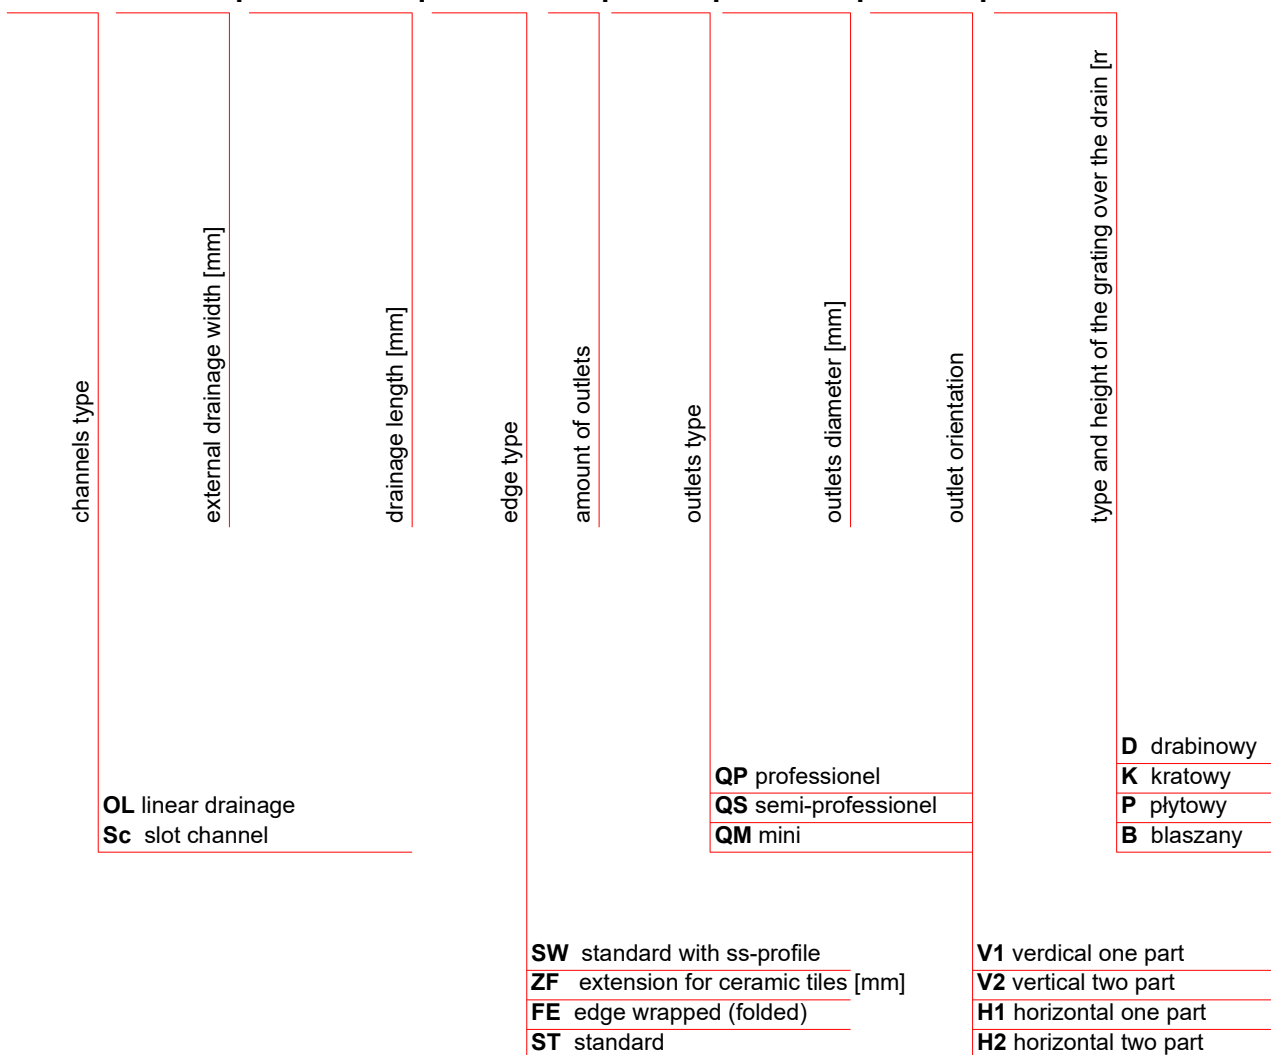 channels type
external drainage width [mm]
drainage length [mm]
edge type
amount of outlets
outlets type
outlets diameter [mm]
outlet orientation
type and height of the grating over the drain
OL linear drainage
Sc slot channel
QP professionel
QS semi-professionel
QM mini
D drabinowy
K kratowy
P płytowy
B blaszany
SW standard with ss-profile
ZF extension for ceramic tiles [mm]
FE edge wrapped (folded)
ST standard
V1 verdical one part
V2 vertical two part
H1 horizontal one part
H2 horizontal two part